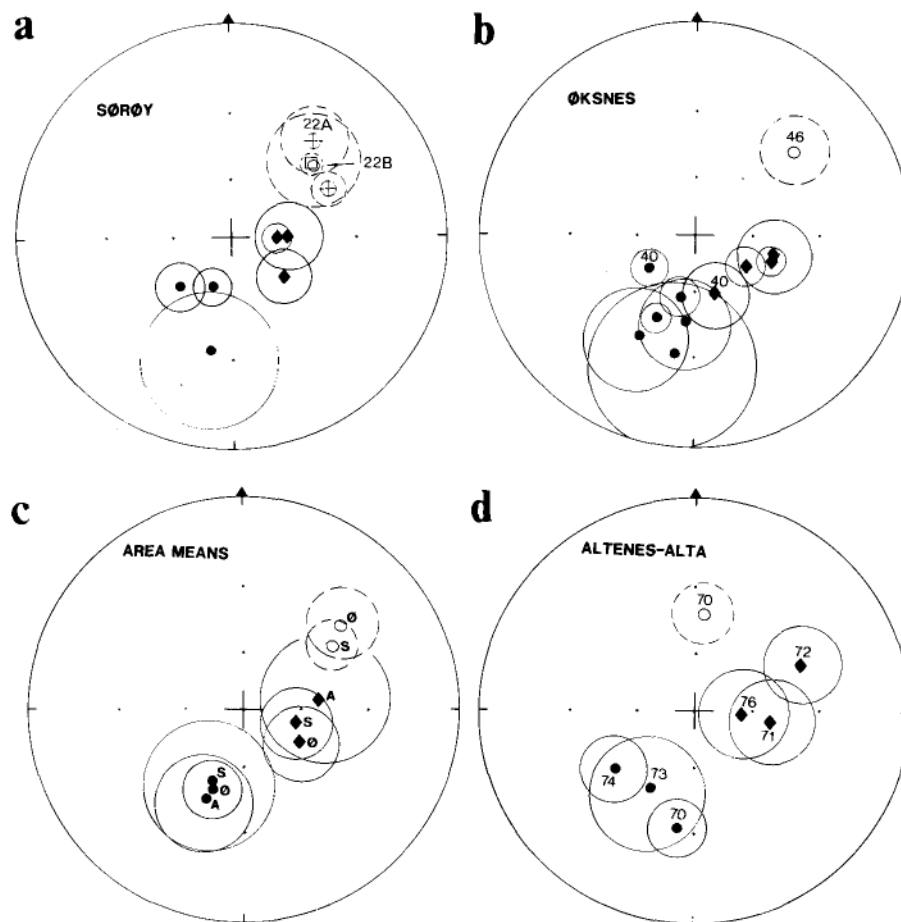 a
SØRØY
22A
22B
b
ØKSNES
46
40
40
c
AREA MEANS
Ø
S
A
S
Ø
S
Ø
A
d
ALTENES-ALTA
70
72
76
71
74
73
70